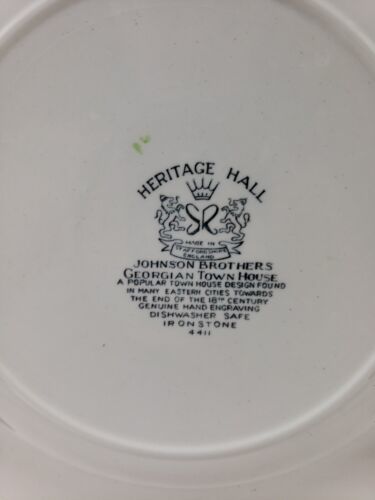 HERITAGE HALL
MADE IN
STAFFORDSHIRE
ENGLAND
JOHNSON BROTHERS
GEORGIAN TOWN HOUSE
A POPULAR TOWN HOUSE DESIGN FOUND
IN MANY EASTERN CITIES TOWARDS
THE END OF THE 18TH CENTURY
GENUINE HAND ENGRAVING
DISHWASHER SAFE
IRONSTONE
4411